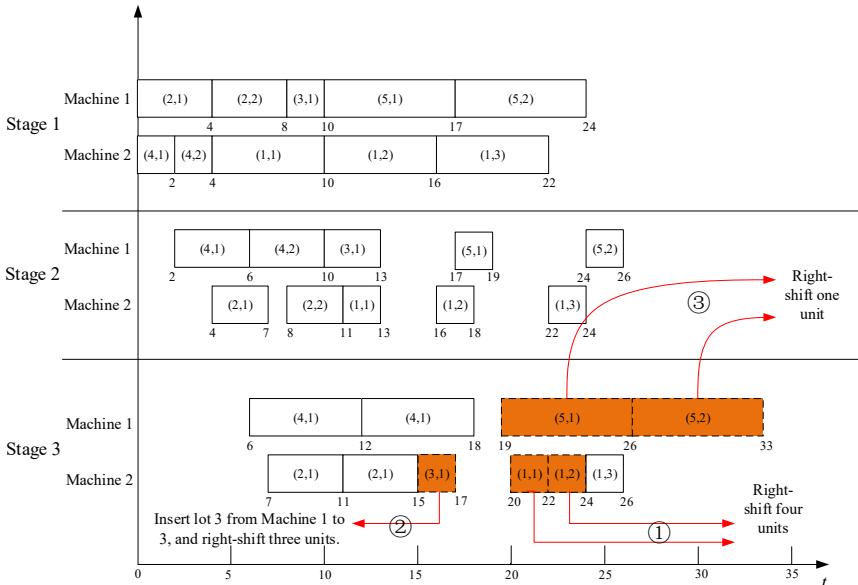 Stage 1
Machine 1
(2,1) (2,2) (3,1) (5,1) (5,2)
4 8 10 17 24
Machine 2
(4,1) (4,2) (1,1) (1,2) (1,3)
2 4 10 16 22
Stage 2
Machine 1
(4,1) (4,2) (3,1) (5,1) (5,2)
2 6 10 13 17 19 24 26
Machine 2
(2,1) (2,2) (1,1) (1,2) (1,3)
4 7 8 11 13 16 18 22 24
③
Right-
shift one
unit
Stage 3
Machine 1
(4,1) (4,1) (5,1) (5,2)
6 12 18 19 26 33
Machine 2
(2,1) (2,1) (3,1) (1,1) (1,2) (1,3)
7 11 15 17 20 22 24 26
Insert lot 3 from Machine 1 to
3, and right-shift three units.
②
①
Right-
shift four
units
0 5 10 15 20 25 30 35
t